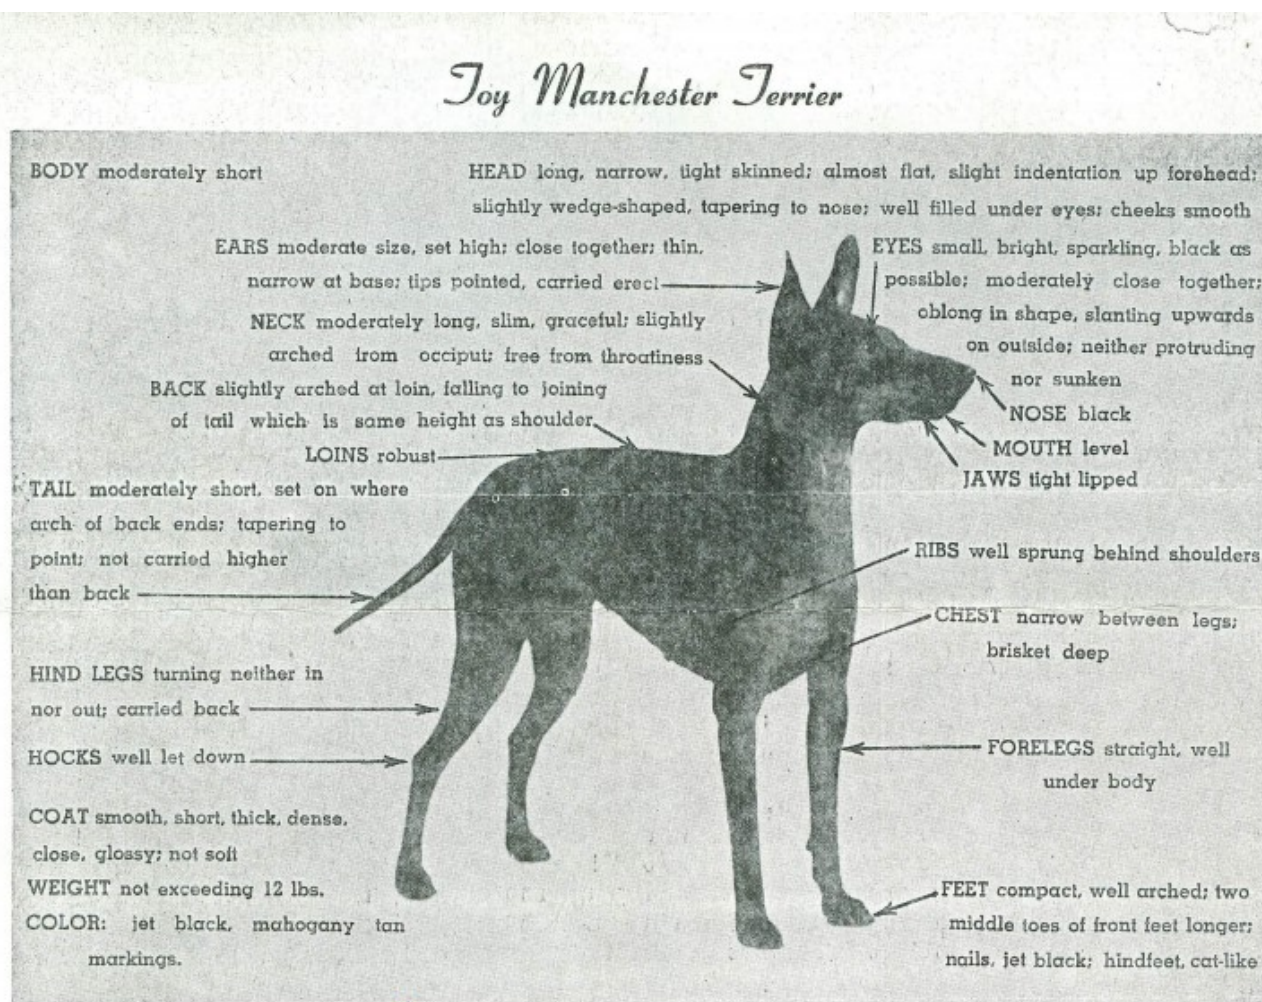 Toy Manchester Terrier
BODY moderately short
HEAD long, narrow, tight skinned; almost flat, slight indentation up forehead;
slightly wedge-shaped, tapering to nose; well filled under eyes; cheeks smooth
EARS moderate size, set high; close together; thin,
narrow at base; tips pointed, carried erect
EYES small, bright, sparkling, black as
possible; moderately close together;
oblong in shape, slanting upwards
on outside; neither protruding
nor sunken
NECK moderately long, slim, graceful; slightly
arched from occiput; free from throatiness
BACK slightly arched at loin, falling to joining
of tail which is same height as shoulder
NOSE black
MOUTH level
JAWS tight lipped
LOINS robust
TAIL moderately short, set on where
arch of back ends; tapering to
point; not carried higher
than back
RIBS well sprung behind shoulders
CHEST narrow between legs;
brisket deep
HIND LEGS turning neither in
nor out; carried back
HOCKS well let down
FORELEGS straight, well
under body
COAT smooth, short, thick, dense,
close, glossy; not soft
WEIGHT not exceeding 12 lbs.
COLOR: jet black, mahogany tan
markings.
FEET compact, well arched; two
middle toes of front feet longer;
nails, jet black; hindfeet, cat-like